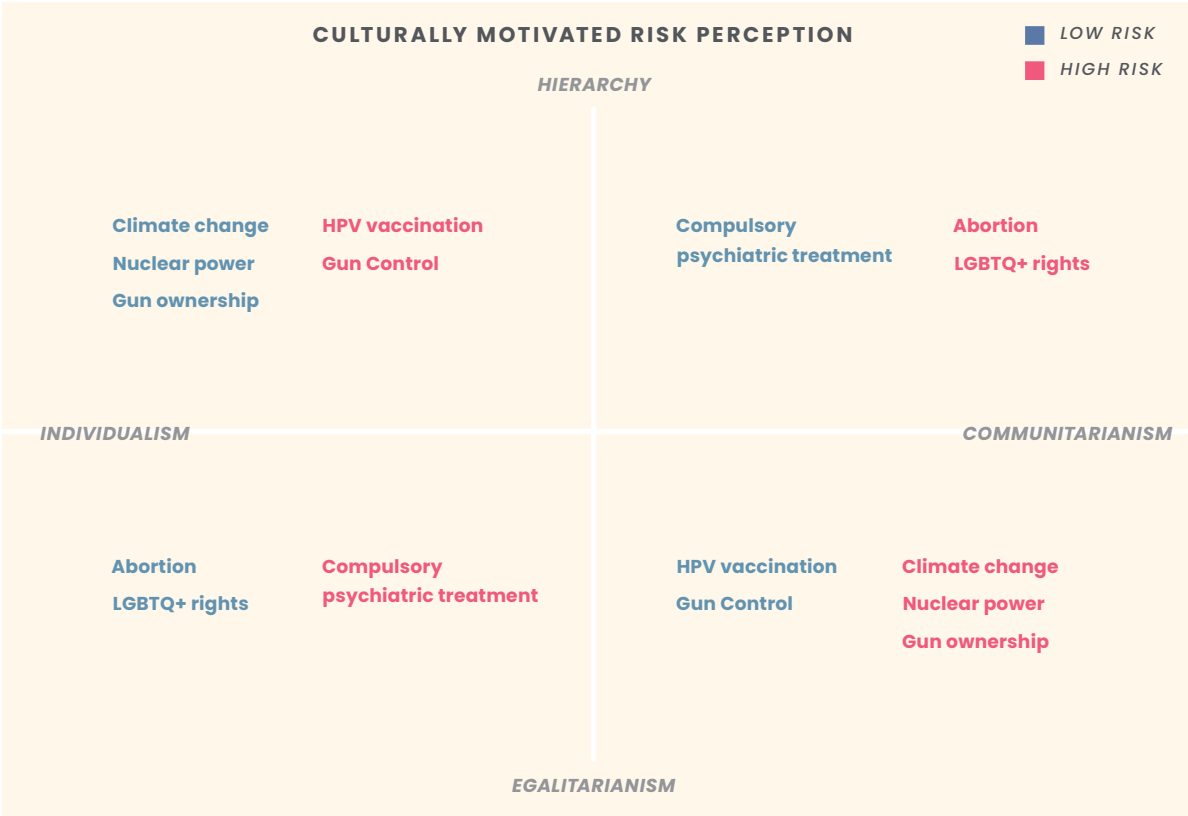 CULTURALLY MOTIVATED RISK PERCEPTION
LOW RISK
HIGH RISK
HIERARCHY
Climate change
Nuclear power
Gun ownership
HPV vaccination
Gun Control
Compulsory
psychiatric treatment
Abortion
LGBTQ+ rights
INDIVIDUALISM
COMMUNITARIANISM
Abortion
LGBTQ+ rights
Compulsory
psychiatric treatment
HPV vaccination
Gun Control
Climate change
Nuclear power
Gun ownership
EGALITARIANISM